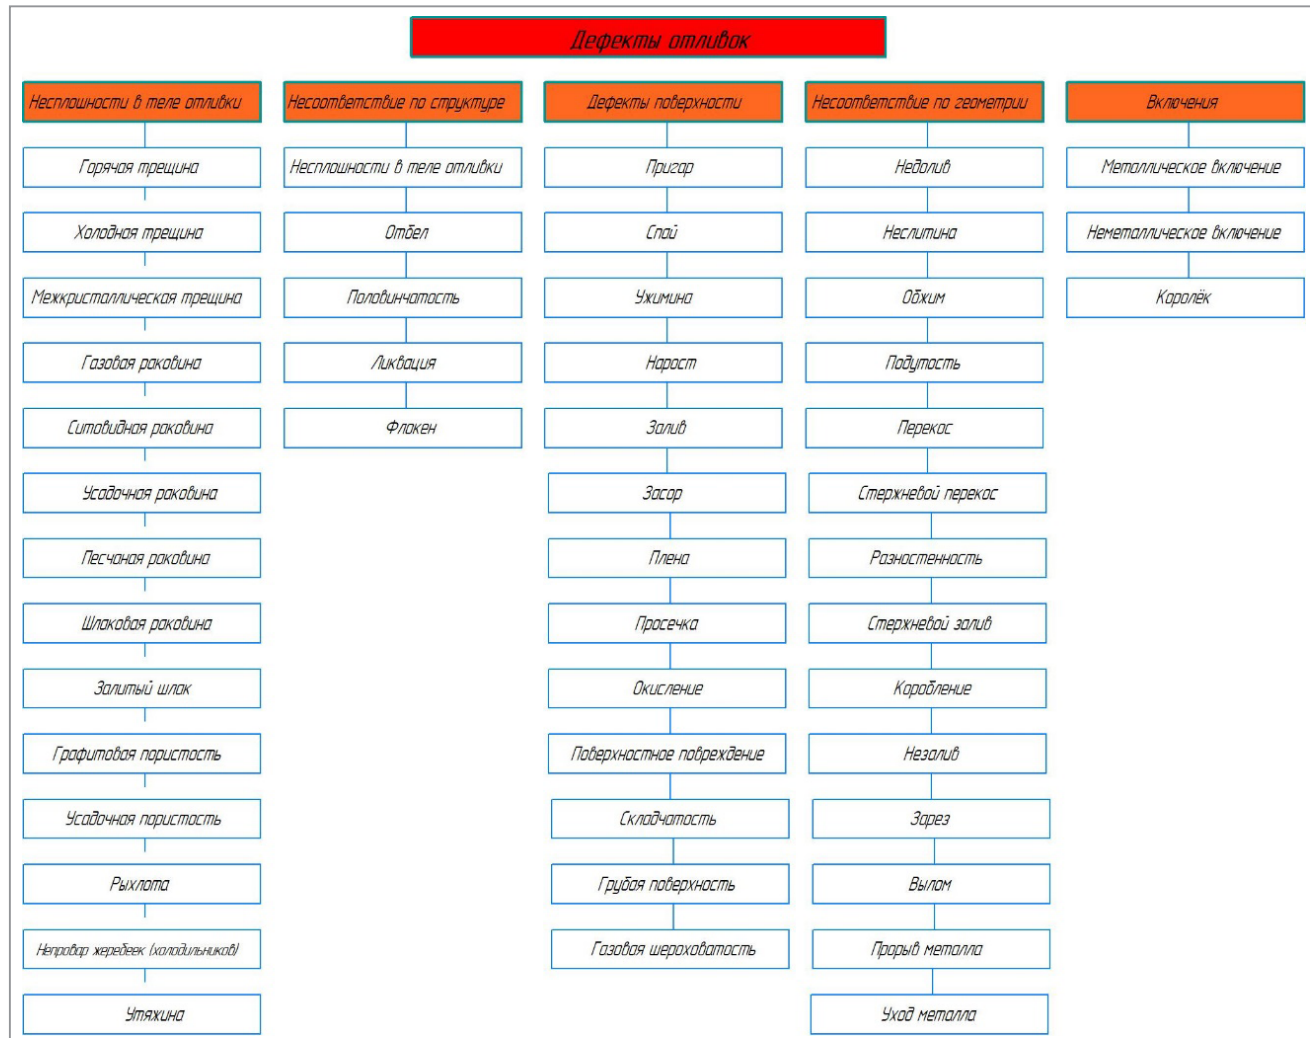 Дефекты отливок
Несплошности в теле отливки
Горячая трещина
Холодная трещина
Межкристаллическая трещина
Газовая раковина
Ситовидная раковина
Усадочная раковина
Песчаная раковина
Шлаковая раковина
Залитый шлак
Графитовая пористость
Усадочная пористость
Рыхлота
Непровар жеребеек (холодильников)
Утяжина
Несоответствие по структуре
Несплошности в теле отливки
Отбел
Половинчатость
Ликвация
Флокен
Дефекты поверхности
Пригар
Спай
Ужимина
Нарост
Залив
Засор
Плена
Просечка
Окисление
Поверхностное повреждение
Складчатость
Грубая поверхность
Газовая шероховатость
Несоответствие по геометрии
Недолив
Неслитина
Обжим
Подутость
Перекос
Стержневой перекос
Разностенность
Стержневой залив
Коробление
Незалив
Зарез
Вылом
Прорыв металла
Уход металла
Включения
Металлическое включение
Неметаллическое включение
Королёк